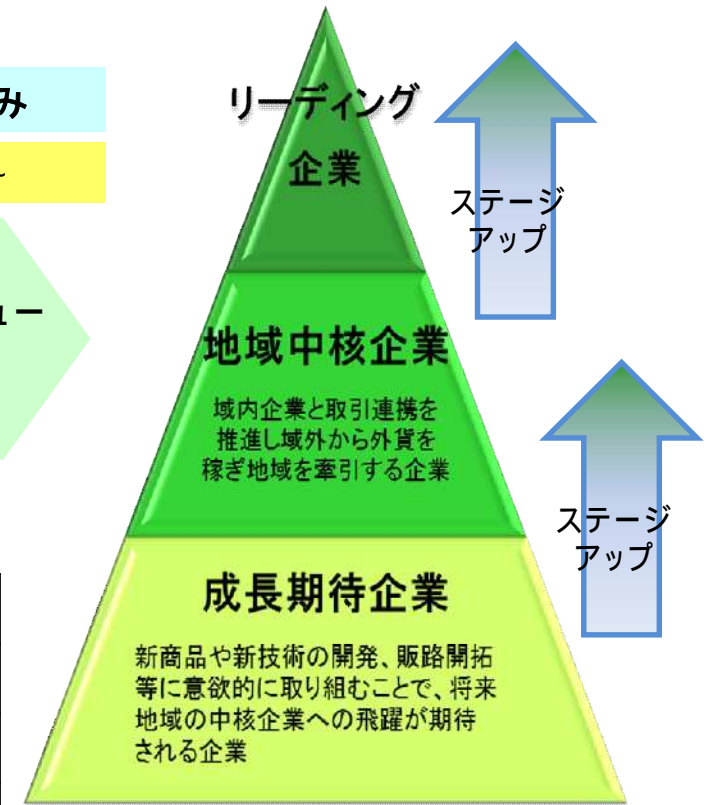 み
~
ュー
リーディング
企業
ステージ
アップ
地域中核企業
域内企業と取引連携を
推進し域外から外貨を
稼ぎ地域を牽引する企業
ステージ
アップ
成長期待企業
新商品や新技術の開発、販路開拓
等に意欲的に取り組むことで、将来
地域の中核企業への飛躍が期待
される企業